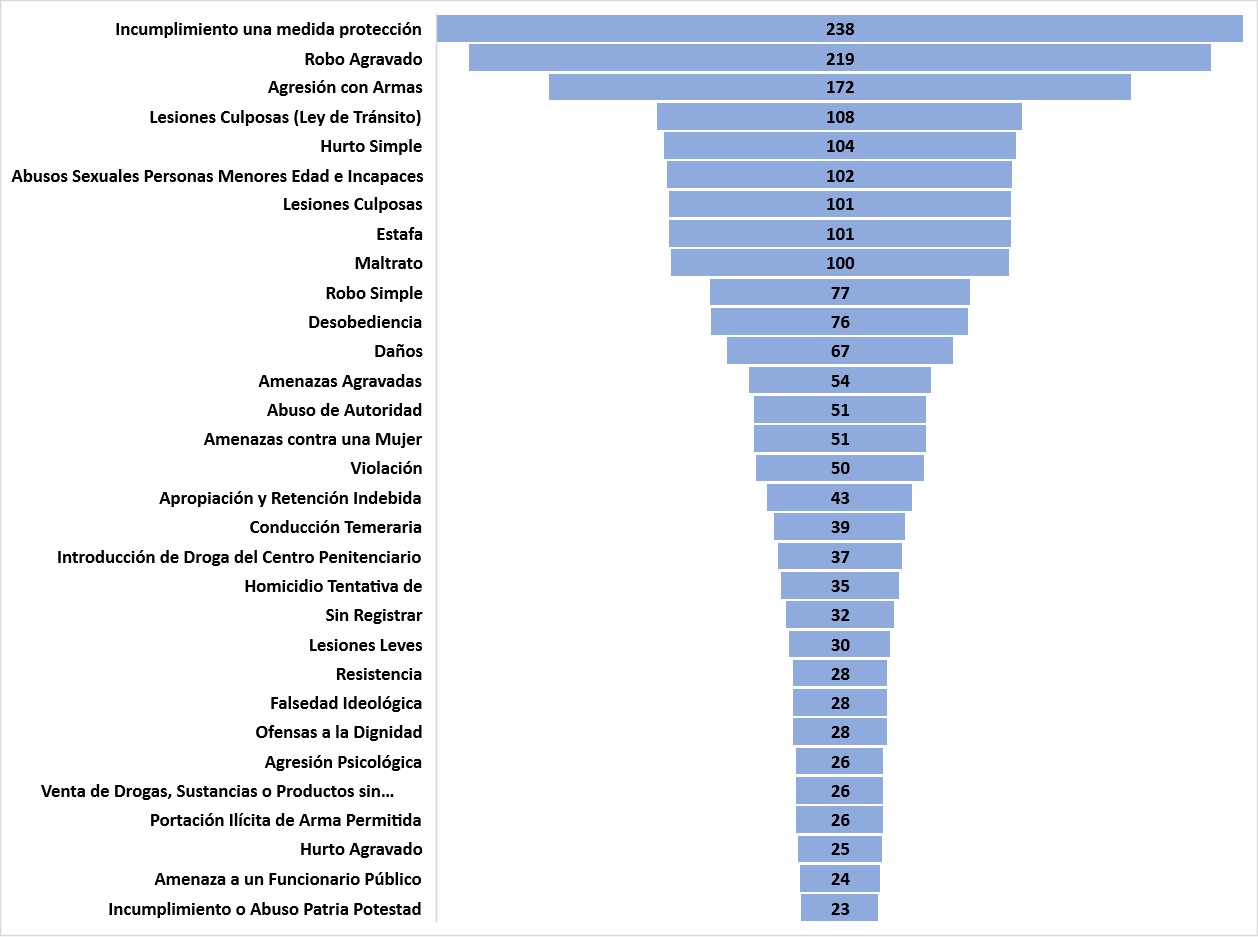 Incumplimiento una medida protección 238
Robo Agravado 219
Agresión con Armas 172
Lesiones Culposas (Ley de Tránsito) 108
Hurto Simple 104
Abusos Sexuales Personas Menores Edad e Incapaces 102
Lesiones Culposas 101
Estafa 101
Maltrato 100
Robo Simple 77
Desobediencia 76
Daños 67
Amenazas Agravadas 54
Abuso de Autoridad 51
Amenazas contra una Mujer 51
Violación 50
Apropiación y Retención Indebida 43
Conducción Temeraria 39
Introducción de Droga del Centro Penitenciario 37
Homicidio Tentativa de 35
Sin Registrar 32
Lesiones Leves 30
Resistencia 28
Falsedad Ideológica 28
Ofensas a la Dignidad 28
Agresión Psicológica 26
Venta de Drogas, Sustancias o Productos sin... 26
Portación Ilícita de Arma Permitida 26
Hurto Agravado 25
Amenaza a un Funcionario Público 24
Incumplimiento o Abuso Patria Potestad 23